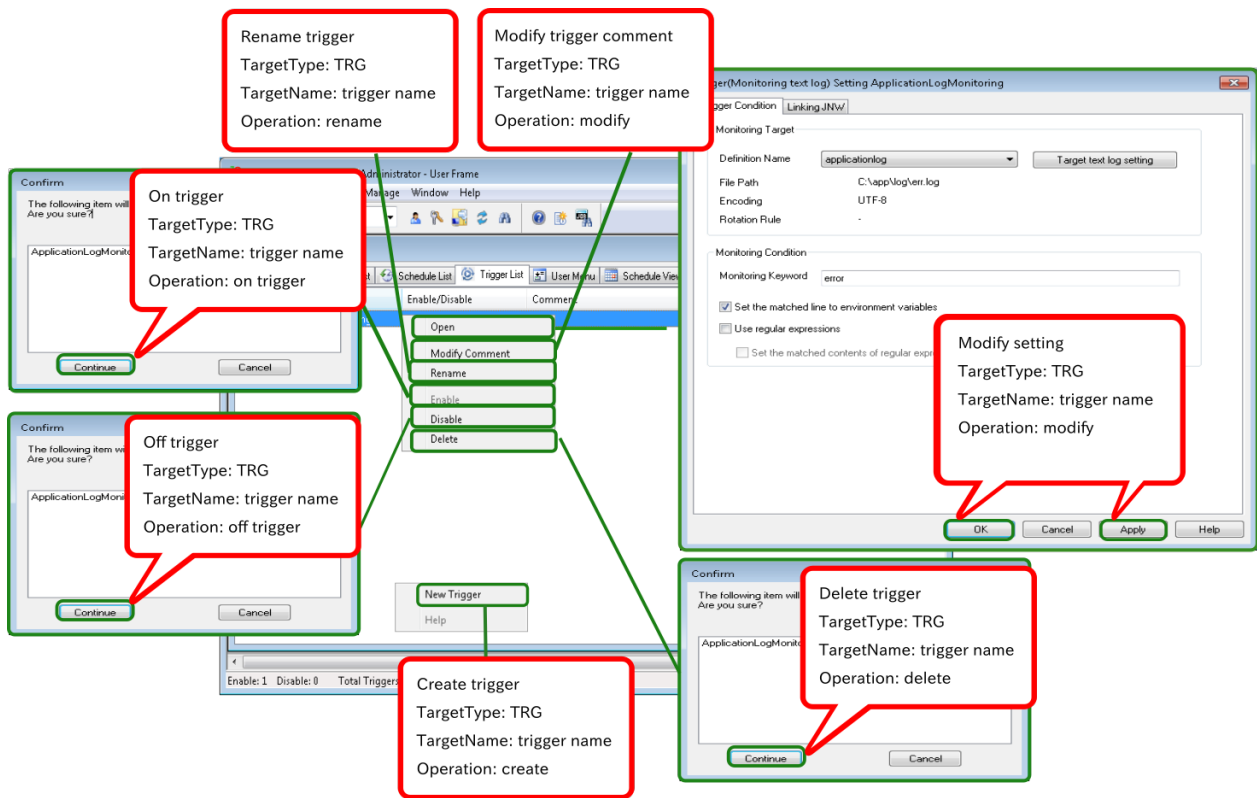 Rename trigger
TargetType: TRG
TargetName: trigger name
Operation: rename
Modify trigger comment
TargetType: TRG
TargetName: trigger name
Operation: modify
(Monitoring text log) Setting ApplicationLogMonitoring
Condition
Linking JNW
Monitoring Target
Definition Name
applicationlog
Target text log setting
File Path
C:\app\log\err.log
Encoding
UTF-8
Rotation Rule
-
Monitoring Condition
Monitoring Keyword
error
Set the matched line to environment variables
Use regular expressions
Set the matched contents of regular
Modify setting
TargetType: TRG
TargetName: trigger name
Operation: modify
OK
Cancel
Apply
Help
Confirm
The following item will
Are you sure?
On trigger
TargetType: TRG
TargetName: trigger name
Operation: on trigger
Continue
Cancel
Administrator - User Frame
Manage Window Help
Schedule List
Trigger List
User Menu
Schedule View
Enable/Disable
Comment
Open
Modify Comment
Rename
Enable
Disable
Delete
Confirm
The following item
Are you sure?
Off trigger
TargetType: TRG
TargetName: trigger name
Operation: off trigger
Continue
Cancel
New Trigger
Help
Enable: 1 Disable: 0 Total Triggers
Create trigger
TargetType: TRG
TargetName: trigger name
Operation: create
Confirm
The following item will
Are you sure?
Delete trigger
TargetType: TRG
TargetName: trigger name
Operation: delete
Continue
Cancel